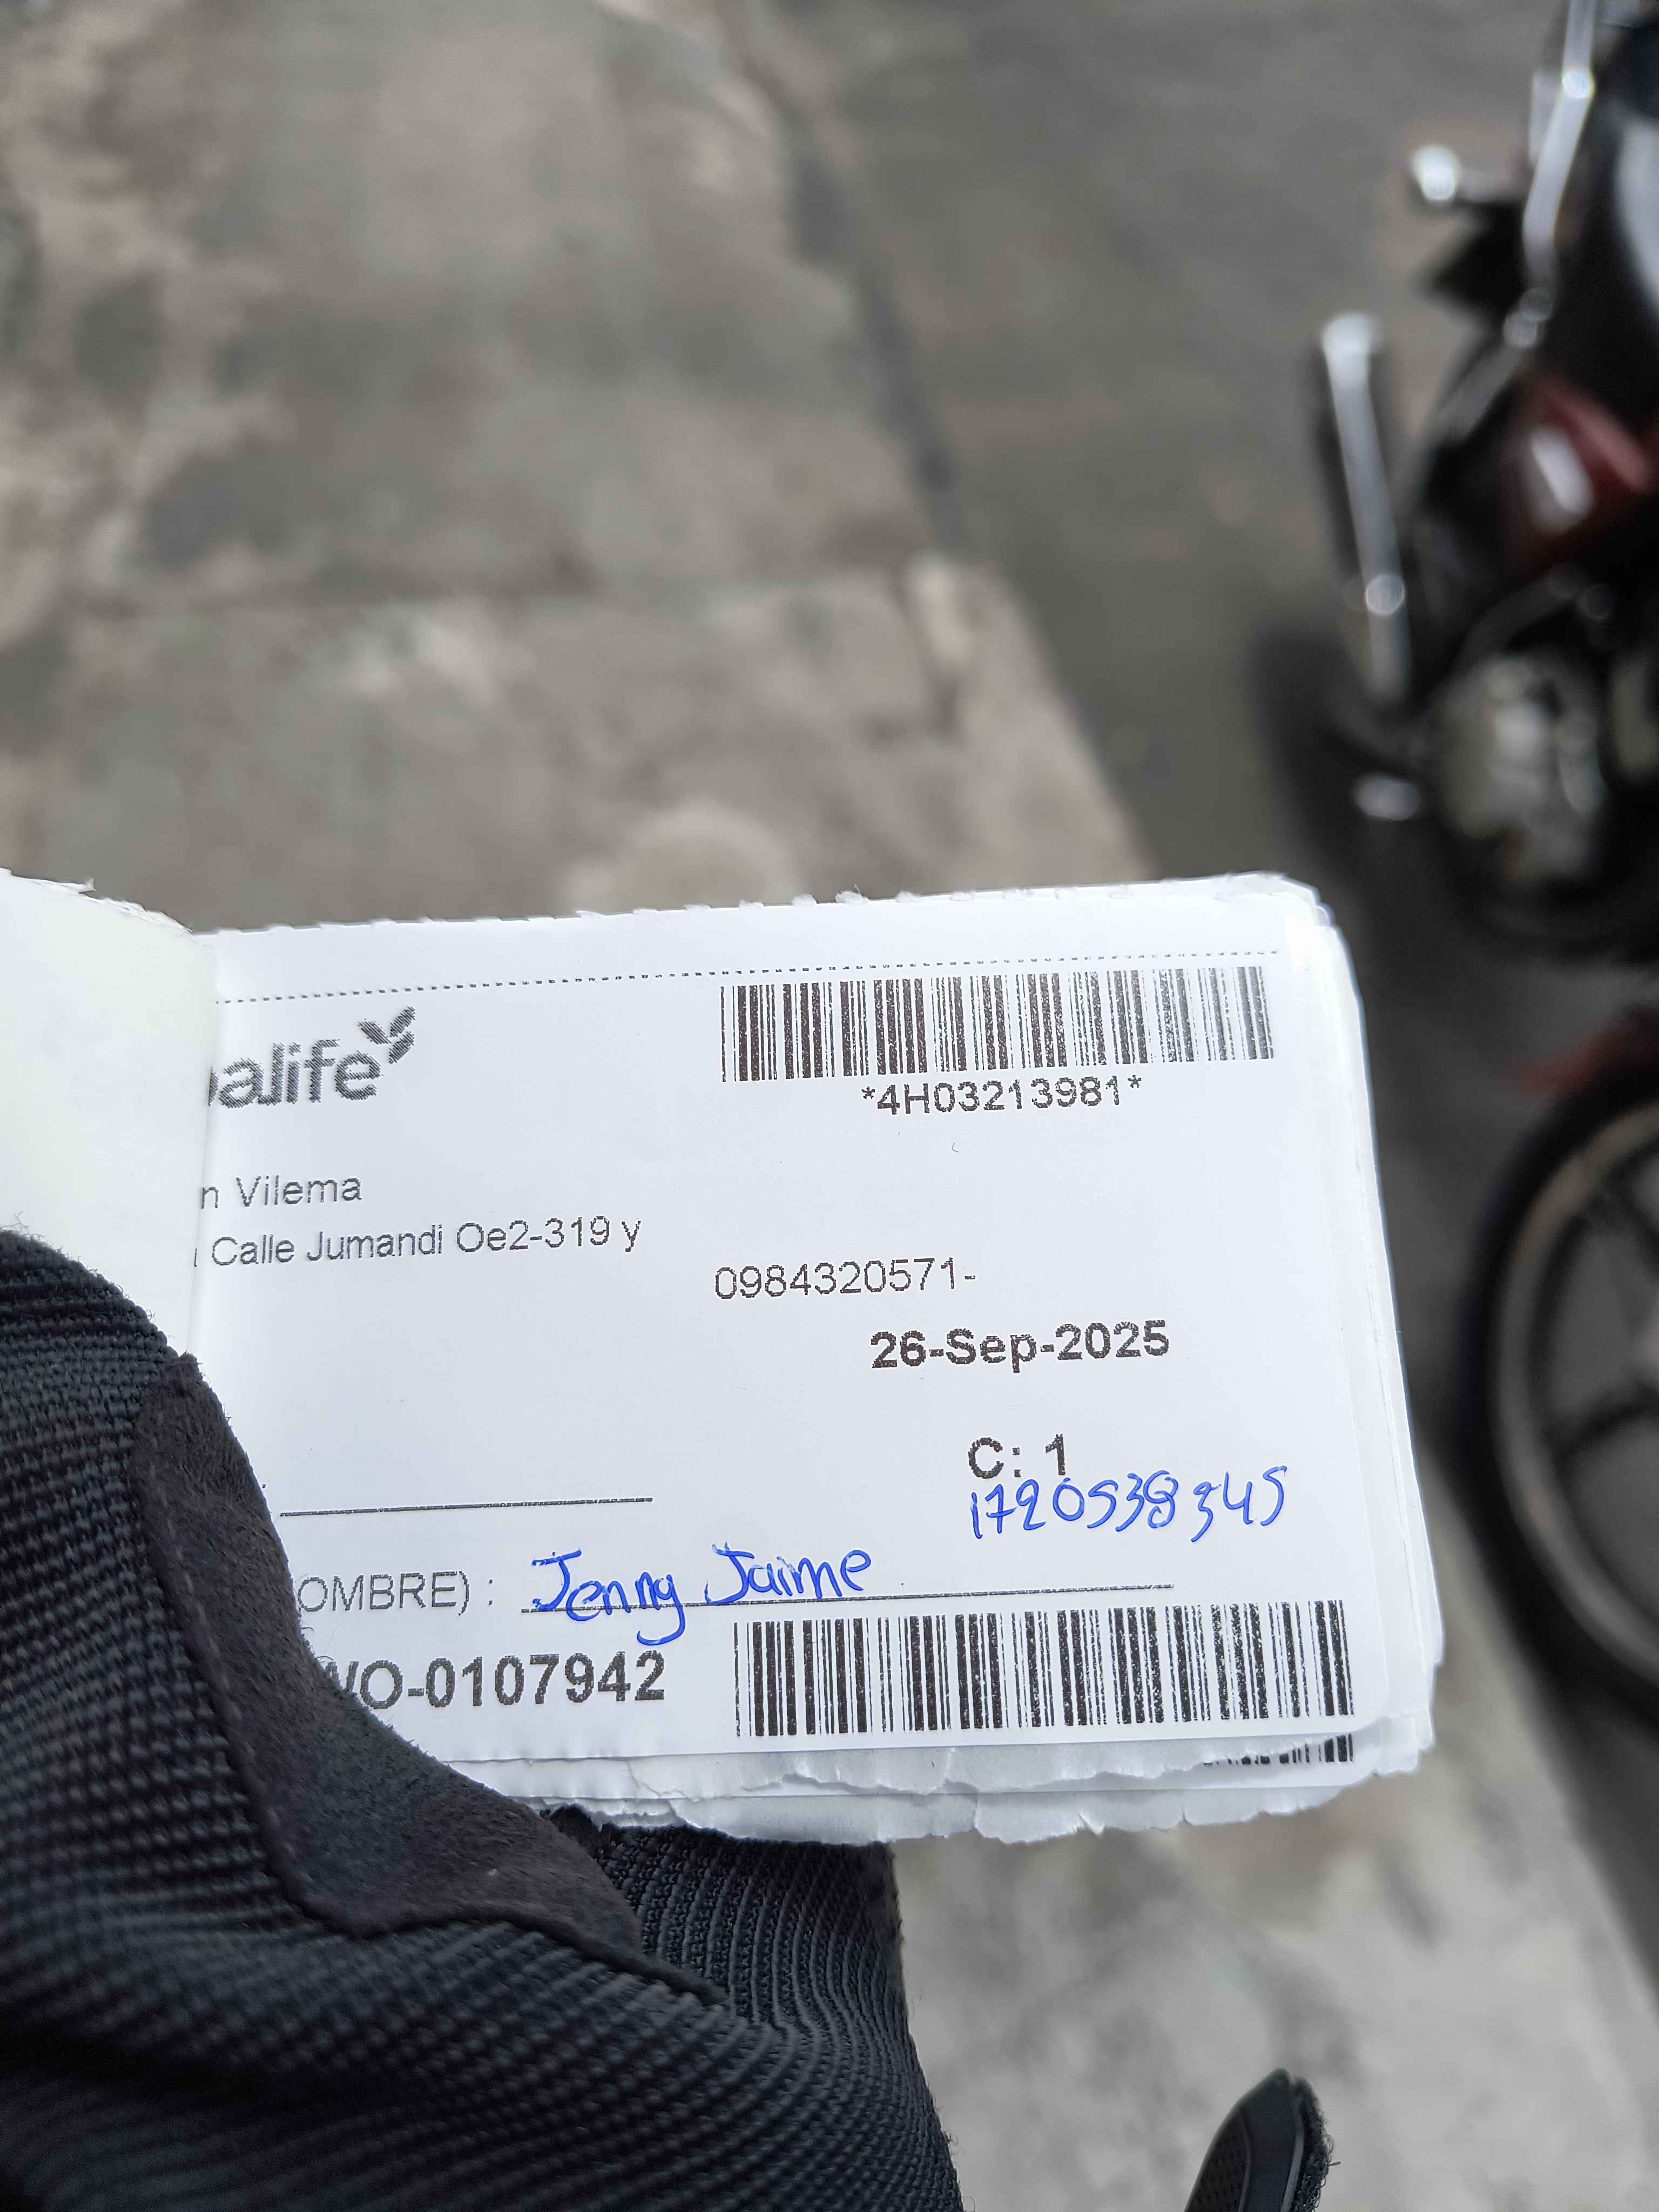 alife
*4H03213981*
n Vilema
Calle Jumandi Oe2-319 y
0984320571-
26-Sep-2025
C: 1
1720538345
OMBRE) : Jenny Jaime
WO-0107942